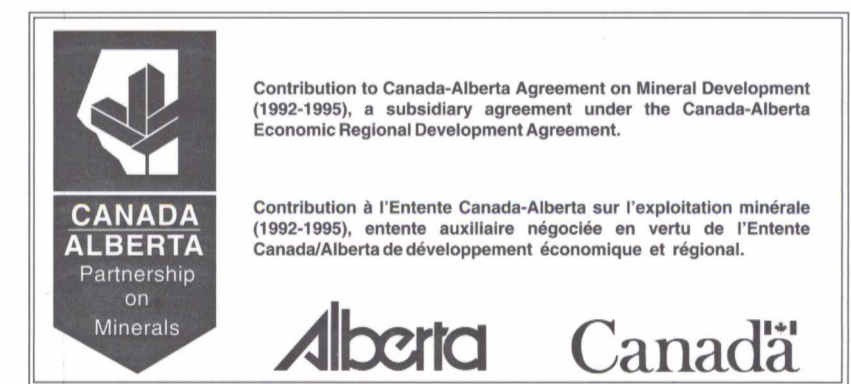 CANADA
ALBERTA
Partnership
on
Minerals
Contribution to Canada-Alberta Agreement on Mineral Development
(1992-1995), a subsidiary agreement under the Canada-Alberta
Economic Regional Development Agreement.
Contribution à l'Entente Canada-Alberta sur l'exploitation minérale
(1992-1995), entente auxiliaire négociée en vertu de l'Entente
Canada/Alberta de développement économique et régional.
Alberta
Canada